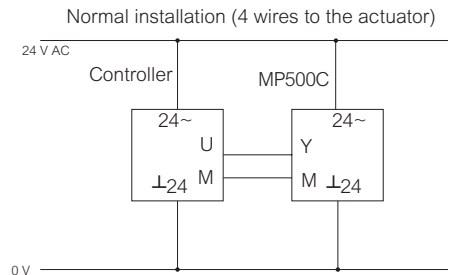 Normal installation (4 wires to the actuator)
24 V AC
Controller
MP500C
24~
24~
U
Y
M
M
⊥24
⊥24
0 V